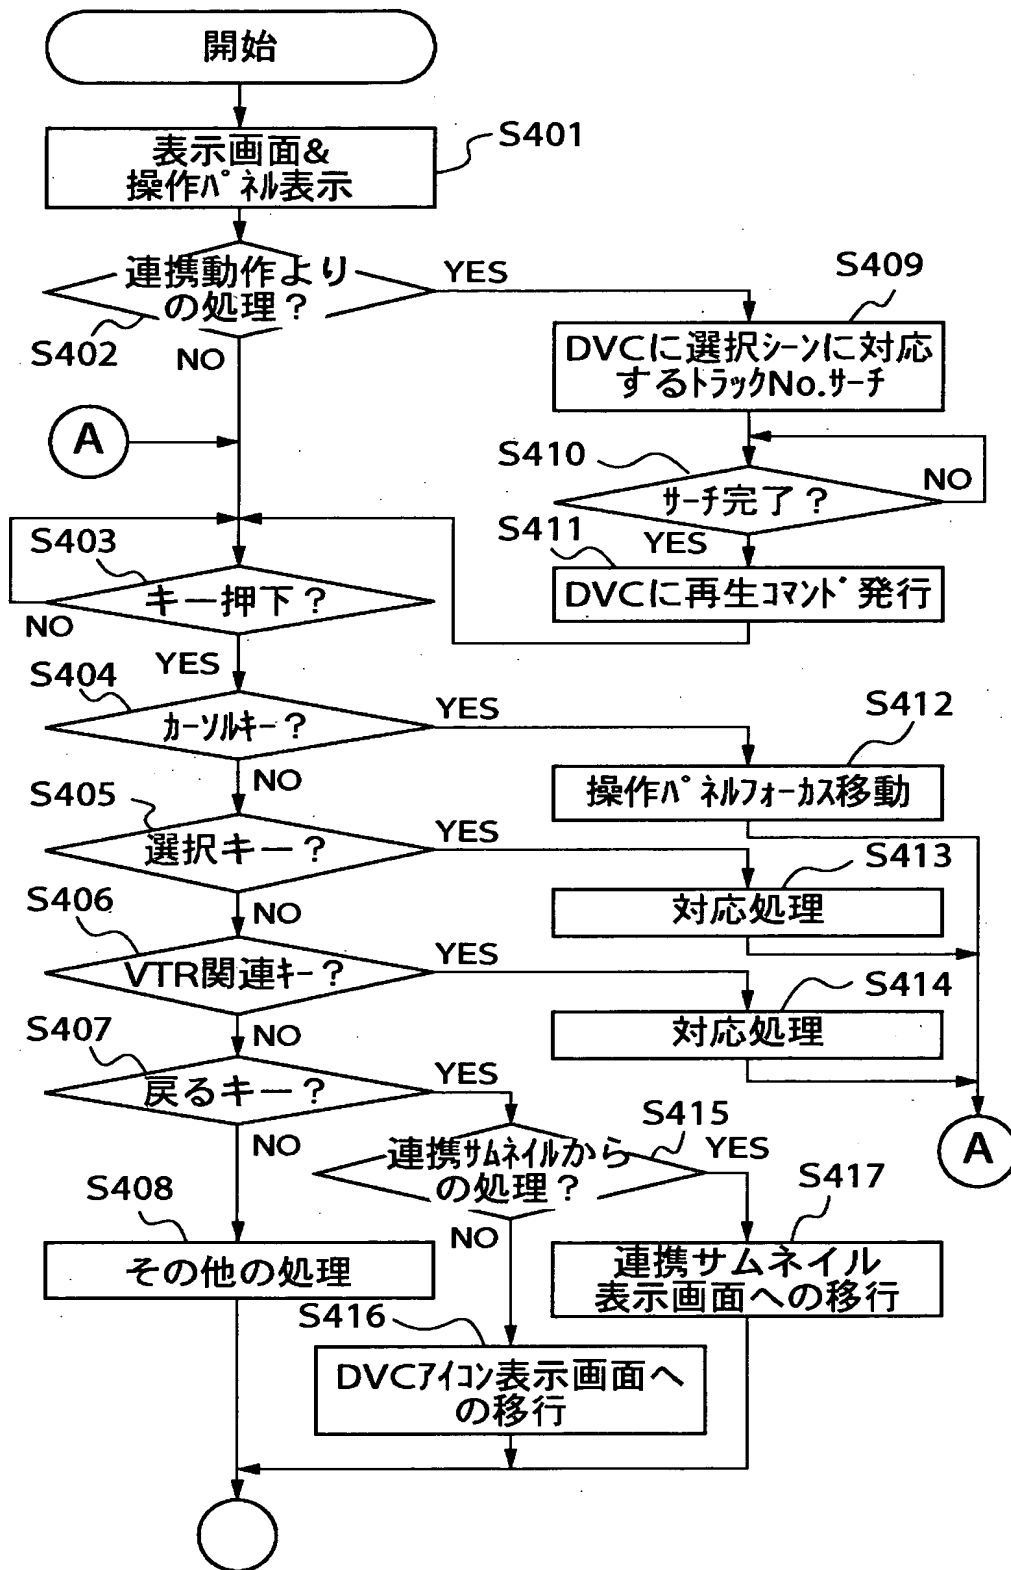 開始
S401
表示画面&
操作ﾊﾟﾈﾙ表示
連携動作より
の処理？
YES
S402
NO
S409
DVCに選択ｼｰﾝに対応
するﾄﾗｯｸNo.ｻｰﾁ
A
S410
ｻｰﾁ完了？
NO
YES
S411
DVCに再生ｺﾏﾝﾄﾞ発行
S403
キー押下？
NO
YES
S404
ｶｰｿﾙｷｰ？
YES
NO
S412
操作ﾊﾟﾈﾙﾌｫｰｶｽ移動
S405
選択キー？
YES
NO
S413
対応処理
S406
VTR関連ｷｰ？
YES
NO
S414
対応処理
S407
戻るキー？
YES
NO
A
S415
連携ｻﾑﾈｲﾙから
の処理？
YES
NO
S408
その他の処理
S417
連携サムネイル
表示画面への移行
S416
DVCｱｲｺﾝ表示画面へ
の移行